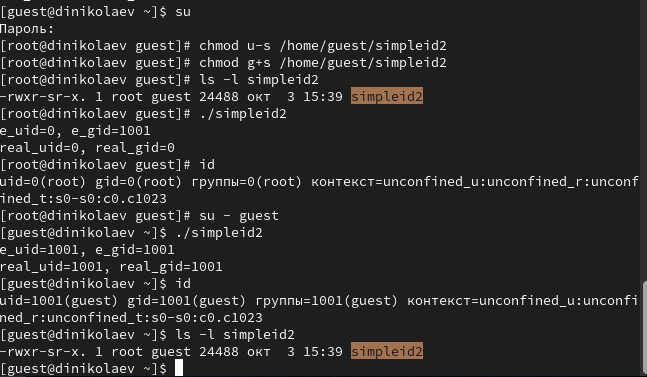 [guest@dinikolaev ~]$ su
Пароль:
[root@dinikolaev guest]# chmod u-s /home/guest/simpleid2
[root@dinikolaev guest]# chmod g+s /home/guest/simpleid2
[root@dinikolaev guest]# ls -l simpleid2
-rwxr-sr-x. 1 root guest 24488 окт  3 15:39 simpleid2
[root@dinikolaev guest]# ./simpleid2
e_uid=0, e_gid=1001
real_uid=0, real_gid=0
[root@dinikolaev guest]# id
uid=0(root) gid=0(root) группы=0(root) контекст=unconfined_u:unconfined_r:unconf
ined_t:s0-s0:c0.c1023
[root@dinikolaev guest]# su - guest
[guest@dinikolaev ~]$ ./simpleid2
e_uid=1001, e_gid=1001
real_uid=1001, real_gid=1001
[guest@dinikolaev ~]$ id
uid=1001(guest) gid=1001(guest) группы=1001(guest) контекст=unconfined_u:unconfi
ned_r:unconfined_t:s0-s0:c0.c1023
[guest@dinikolaev ~]$ ls -l simpleid2
-rwxr-sr-x. 1 root guest 24488 окт  3 15:39 simpleid2
[guest@dinikolaev ~]$